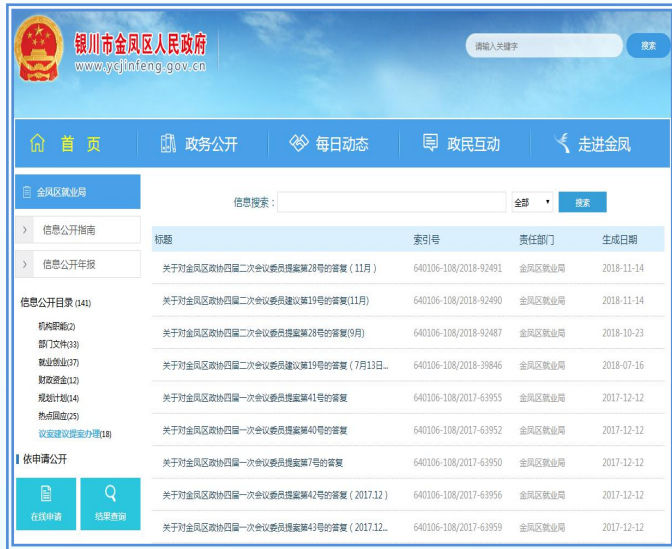 银川市金凤区人民政府
www.ycjinfeng.gov.cn
请输入关键字
搜索
首 页
政务公开
每日动态
政民互动
走进金凤
金凤区就业局
信息公开指南
信息公开年报
信息公开目录 (141)
机构职能(2)
部门文件(33)
就业创业(37)
财政资金(12)
规划计划(14)
热点回应(25)
议案建议提案办理(18)
依申请公开
在线申请
结果查询
信息搜索：
全部
搜索
标题 索引号 责任部门 生成日期
关于对金凤区政协四届二次会议委员提案第28号的答复（11月） 640106-108/2018-92491 金凤区就业局 2018-11-14
关于对金凤区政协四届二次会议委员建议第19号的答复(11月) 640106-108/2018-92490 金凤区就业局 2018-11-14
关于对金凤区政协四届二次会议委员提案第28号的答复(9月) 640106-108/2018-92487 金凤区就业局 2018-10-23
关于对金凤区政协四届二次会议委员建议第19号的答复（7月13日... 640106-108/2018-39846 金凤区就业局 2018-07-16
关于对金凤区政协四届一次会议委员提案第41号的答复 640106-108/2017-63955 金凤区就业局 2017-12-12
关于对金凤区政协四届一次会议委员提案第40号的答复 640106-108/2017-63952 金凤区就业局 2017-12-12
关于对金凤区政协四届一次会议委员提案第7号的答复 640106-108/2017-63950 金凤区就业局 2017-12-12
关于对金凤区政协四届一次会议委员提案第42号的答复（2017.12） 640106-108/2017-63956 金凤区就业局 2017-12-12
关于对金凤区政协四届一次会议委员提案第43号的答复（2017.12... 640106-108/2017-63959 金凤区就业局 2017-12-12